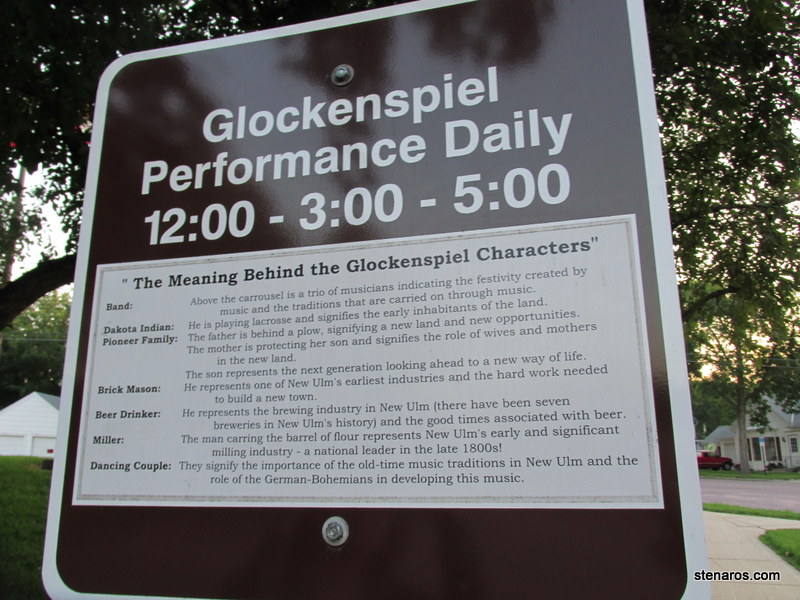 Glockenspiel
Performance Daily
12:00 - 3:00 - 5:00
" The Meaning Behind the Glockenspiel Characters"
Band: Above the carrousel is a trio of musicians indicating the festivity created by
music and the traditions that are carried on through music.
Dakota Indian: He is playing lacrosse and signifies the early inhabitants of the land.
Pioneer Family: The father is behind a plow, signifying a new land and new opportunities.
The mother is protecting her son and signifies the role of wives and mothers
in the new land.
The son represents the next generation looking ahead to a new way of life.
Brick Mason: He represents one of New Ulm's earliest industries and the hard work needed
to build a new town.
Beer Drinker: He represents the brewing industry in New Ulm (there have been seven
breweries in New Ulm's history) and the good times associated with beer.
Miller: The man carring the barrel of flour represents New Ulm's early and significant
milling industry - a national leader in the late 1800s!
Dancing Couple: They signify the importance of the old-time music traditions in New Ulm and the
role of the German-Bohemians in developing this music.
stenaros.com